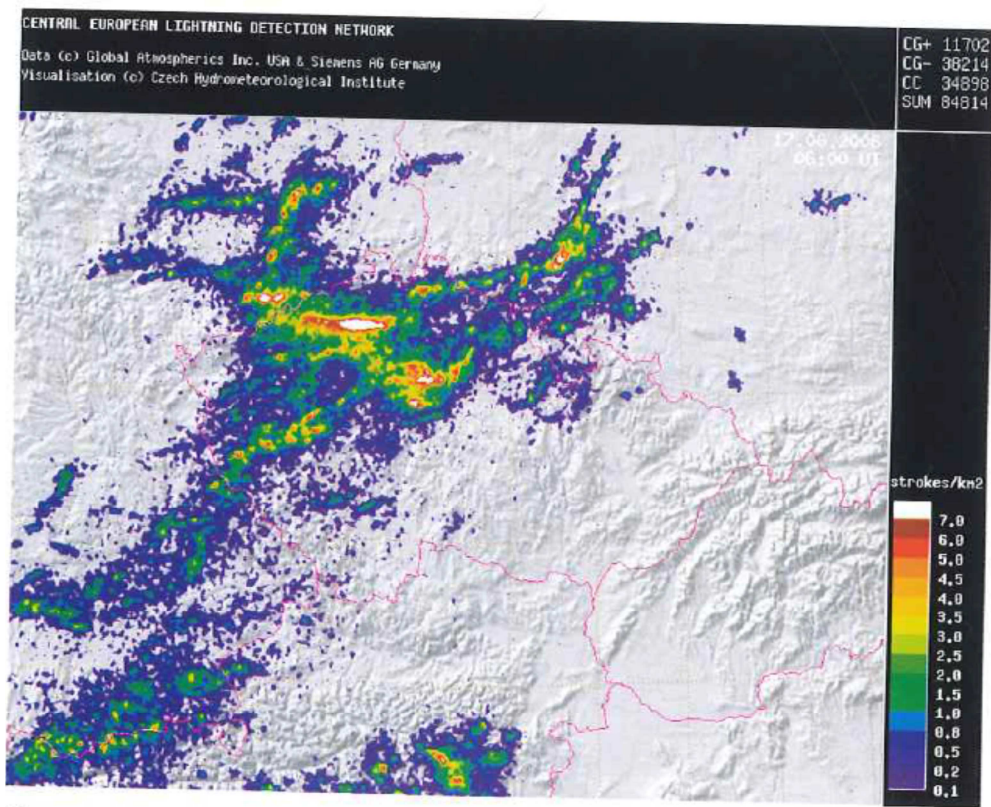 CENTRAL EUROPEAN LIGHTNING DETECTION NETWORK
Data (c) Global Atmospherics Inc. USA & Siemens AG Germany
Visualisation (c) Czech Hydrometeorological Institute
CG+ 11702
CG- 38214
CC 34898
SUM 84814
06:00 UT
strokes/km2
7.0
6.0
5.0
4.5
4.0
3.5
3.0
2.5
2.0
1.5
1.0
0.8
0.5
0.2
0.1